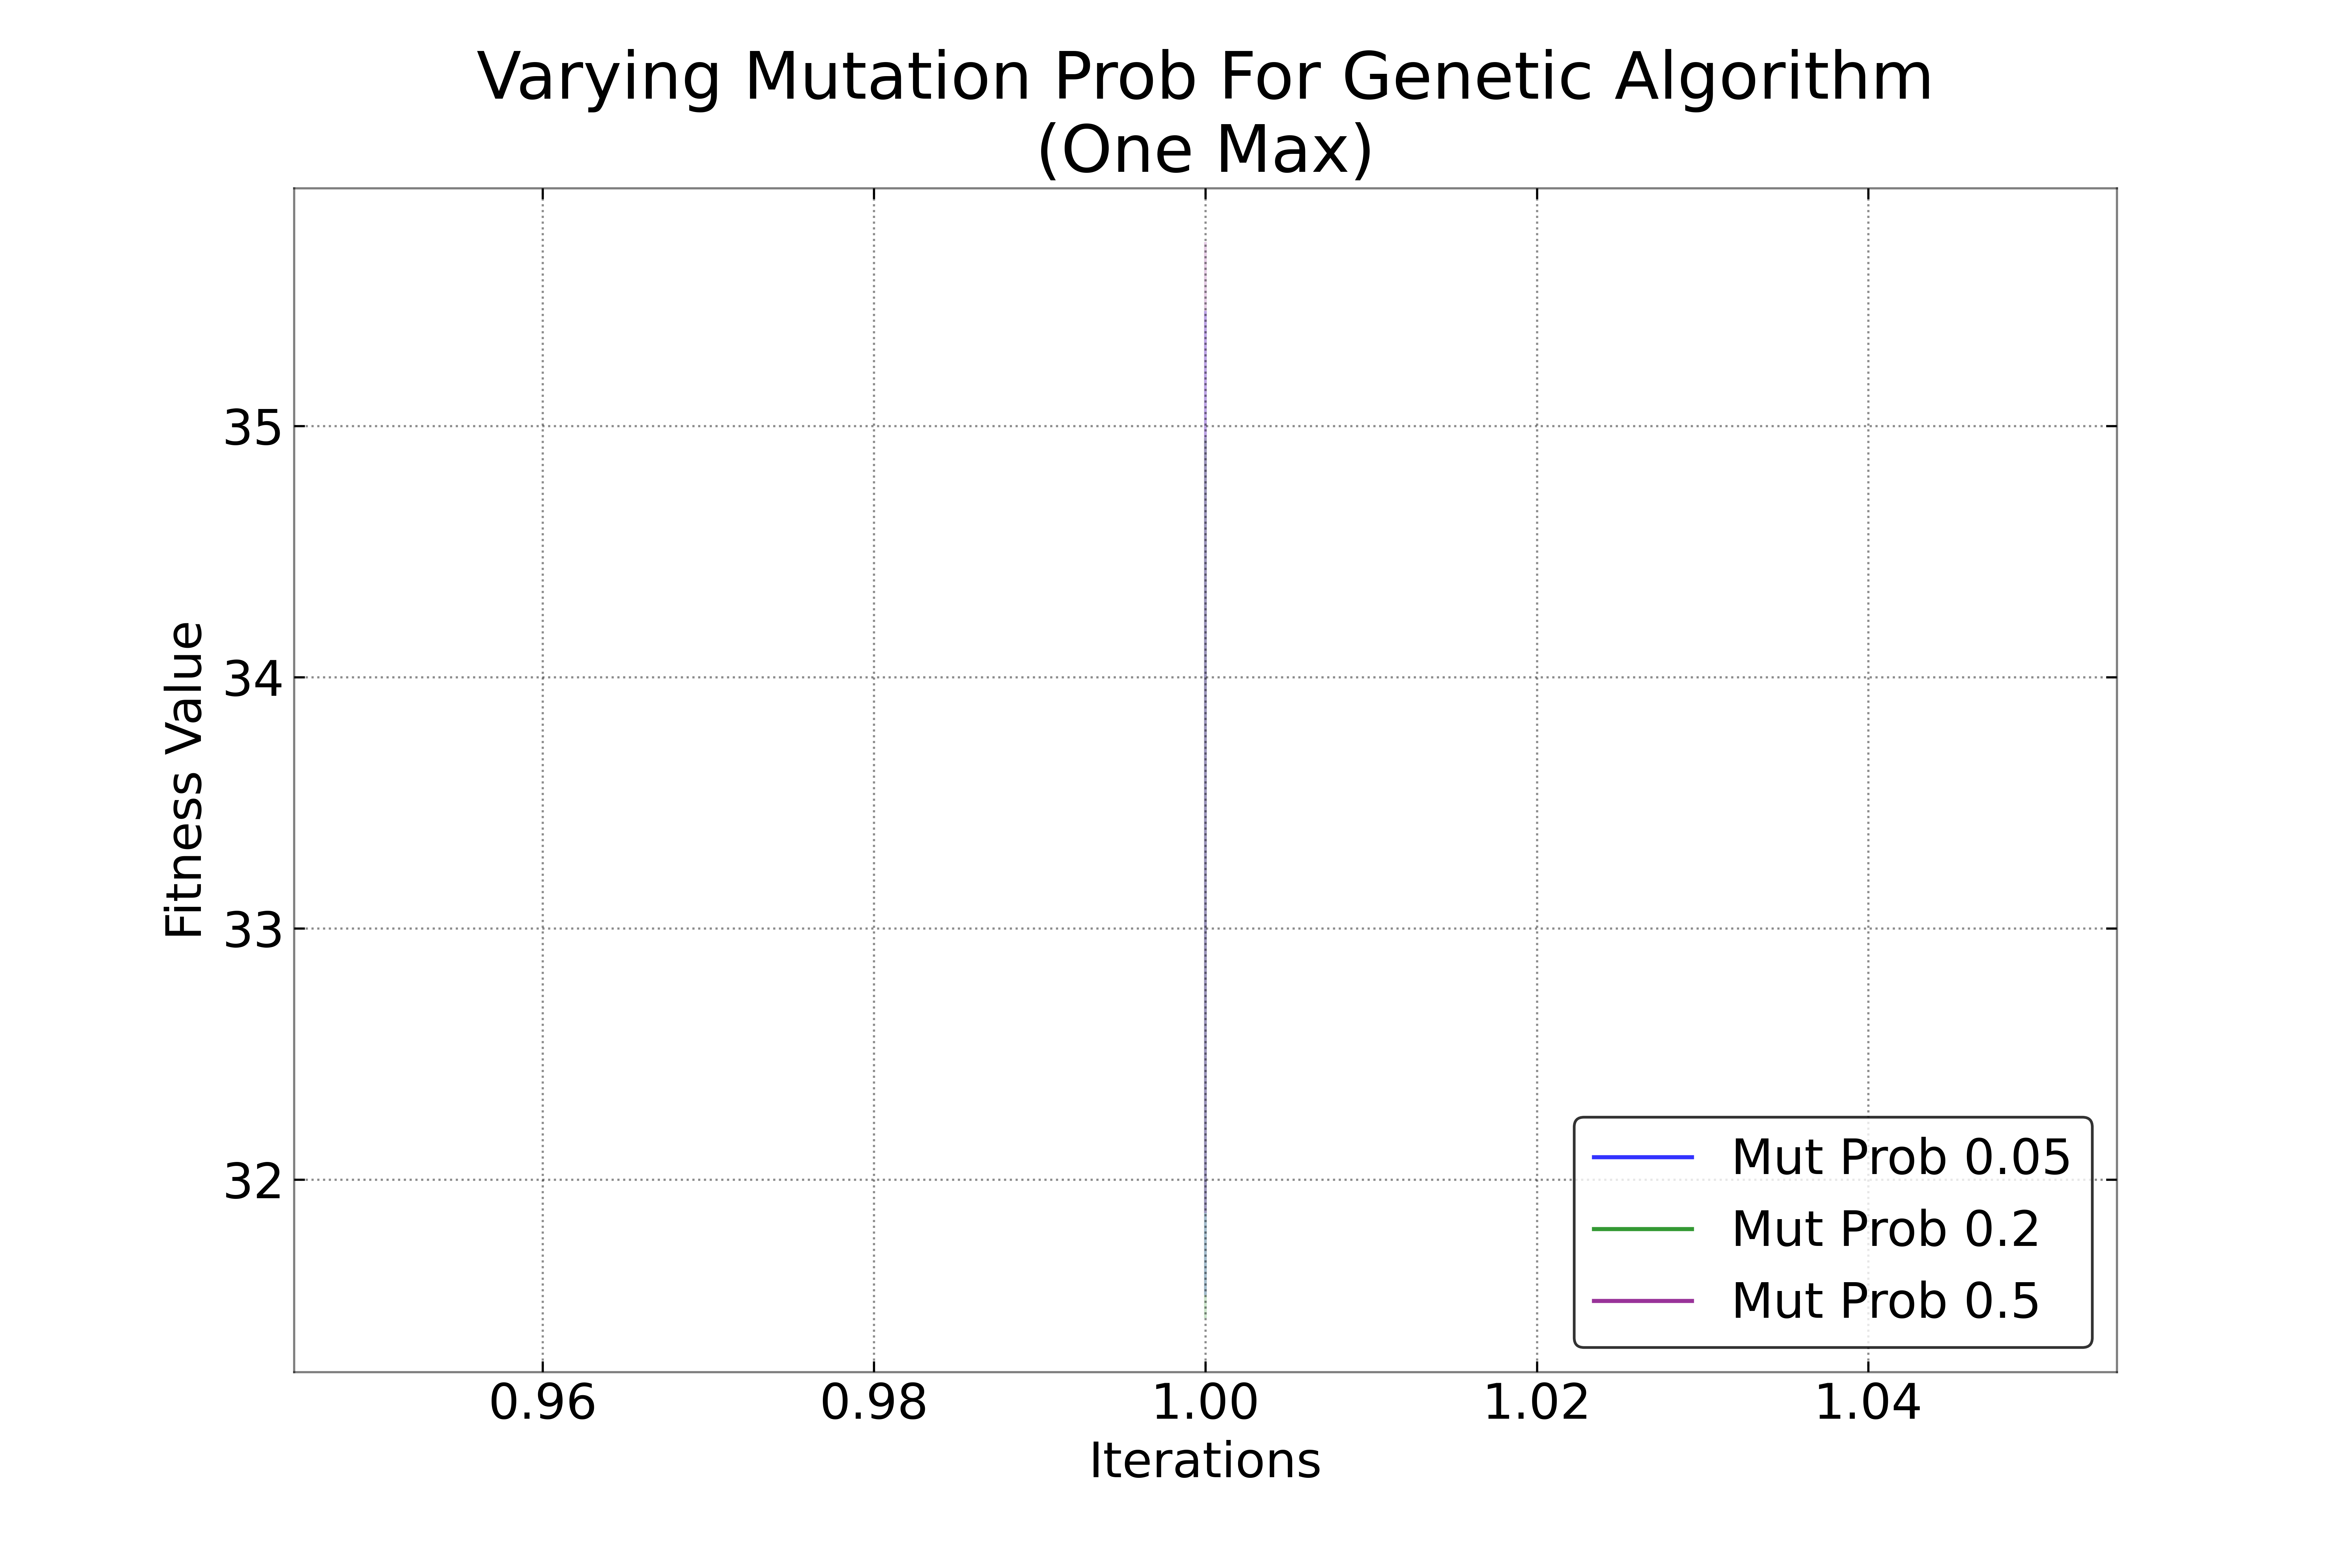 Varying Mutation Prob For Genetic Algorithm
(One Max)
35
34
33
32
Fitness Value
Mut Prob 0.05
Mut Prob 0.2
Mut Prob 0.5
0.96 0.98 1.00 1.02 1.04
Iterations